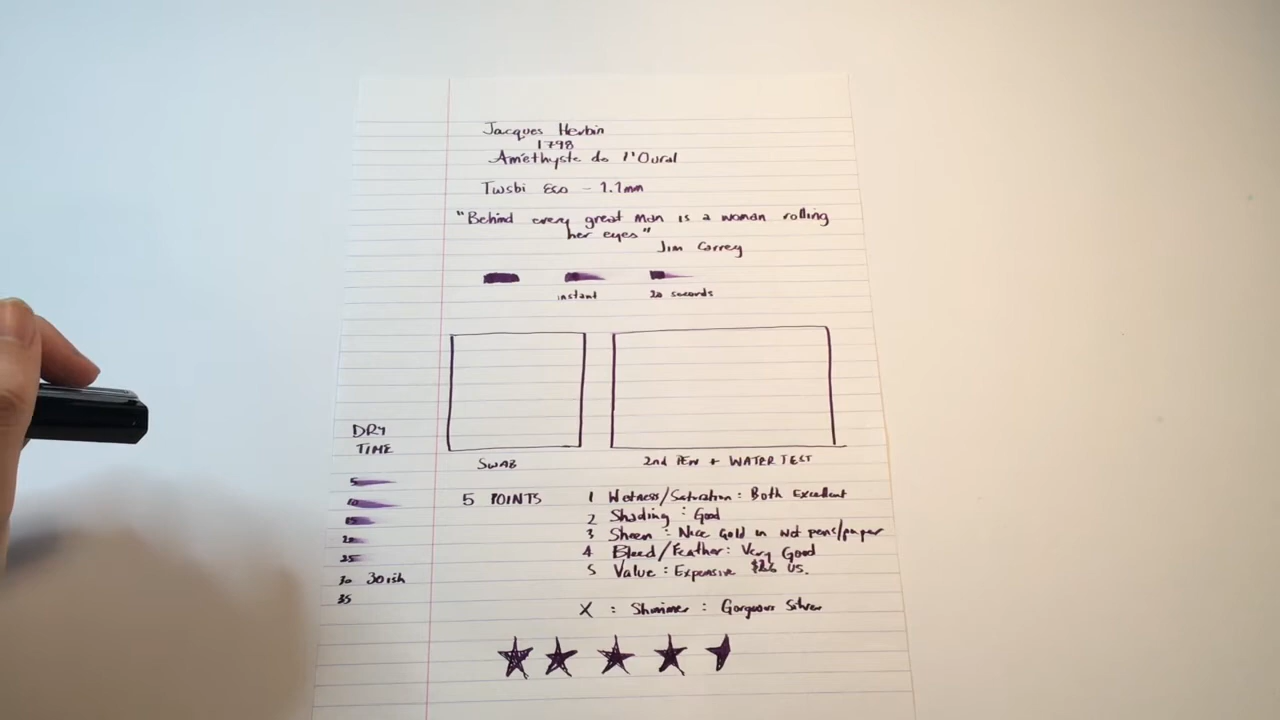 Jacques Herbin
1798
Améthyste de l'Oural
Twsbi Eco - 1.1mm
"Behind every great man is a woman rolling
her eyes"
Jim Carrey
instant 20 seconds
DRY
TIME
SWAB
2nd PEN + WATER TEST
5
10
15
20
25
30 30ish
35
5 POINTS
1 Wetness/Saturation : Both Excellent
2 Shading : Good
3 Sheen : Nice Gold in wet pens/paper
4 Bleed/Feather : Very Good
5 Value : Expensive US.
X : Shimmer : Gorgeous Silver